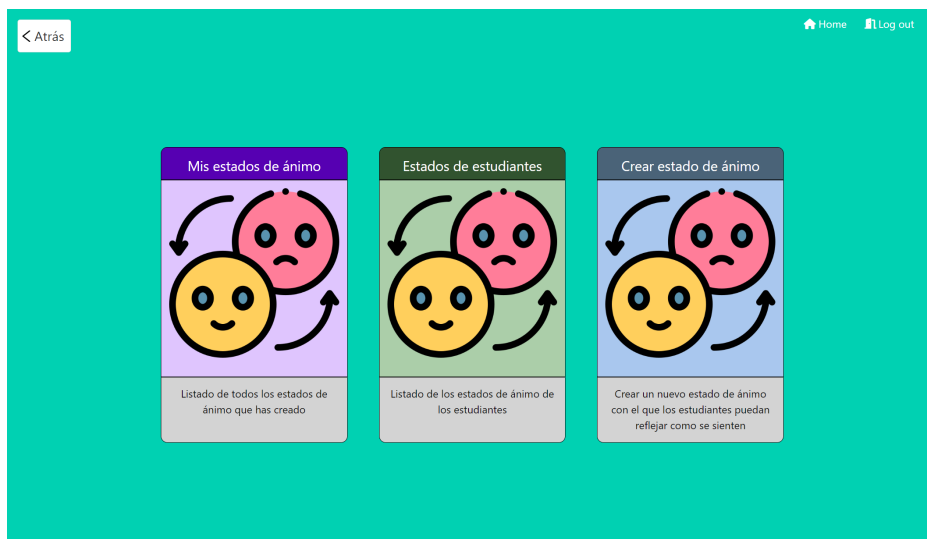 Atrás
Home
Log out
Mis estados de ánimo
Listado de todos los estados de
ánimo que has creado
Estados de estudiantes
Listado de los estados de ánimo de
los estudiantes
Crear estado de ánimo
Crear un nuevo estado de ánimo
con el que los estudiantes puedan
reflejar como se sienten